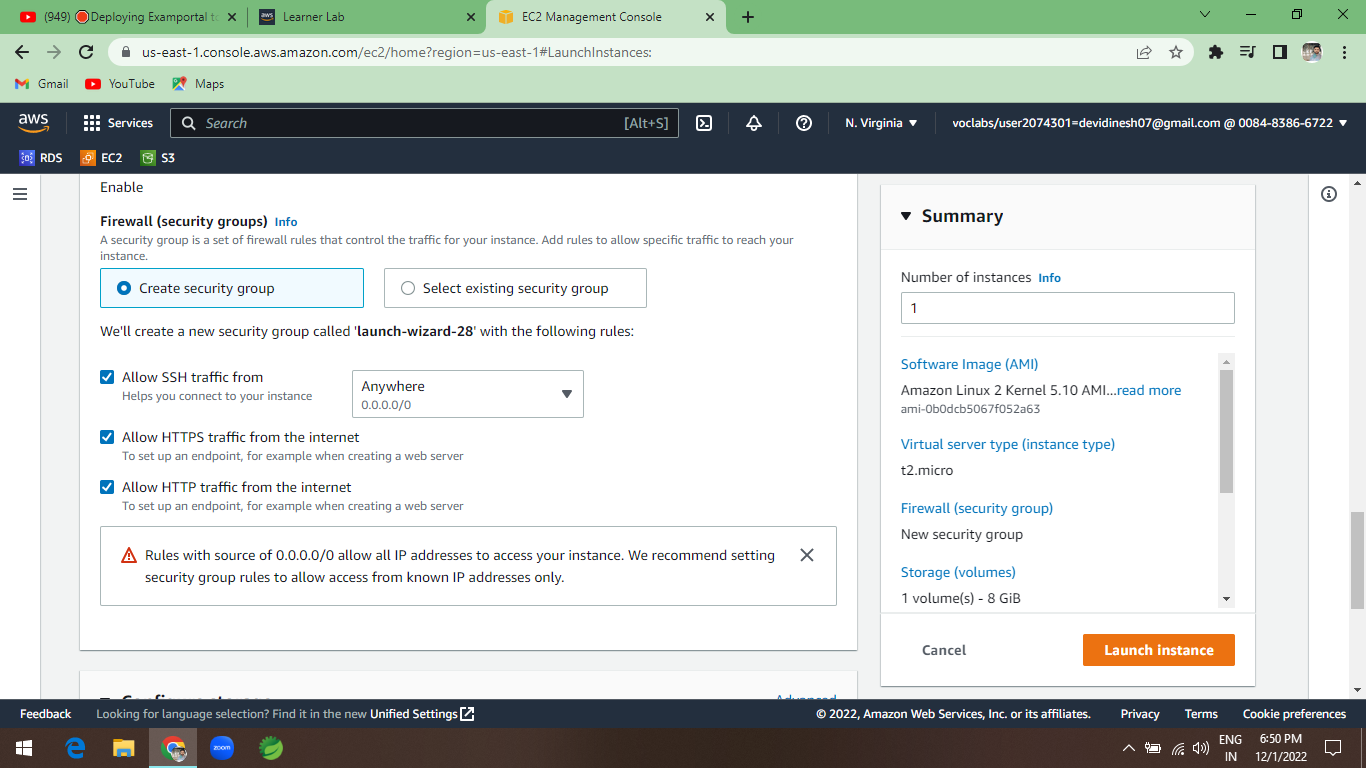 (949) 🔴Deploying Examportal to
Learner Lab
EC2 Management Console
us-east-1.console.aws.amazon.com/ec2/home?region=us-east-1#LaunchInstances:
Gmail
YouTube
Maps
aws
Services
Search
[Alt+S]
N. Virginia
voclabs/user2074301=devidinesh07@gmail.com @ 0084-8386-6722
RDS
EC2
S3
Enable
Firewall (security groups) Info
A security group is a set of firewall rules that control the traffic for your instance. Add rules to allow specific traffic to reach your
instance.
Create security group
Select existing security group
We'll create a new security group called 'launch-wizard-28' with the following rules:
Allow SSH traffic from
Helps you connect to your instance
Anywhere
0.0.0.0/0
Allow HTTPS traffic from the internet
To set up an endpoint, for example when creating a web server
Allow HTTP traffic from the internet
To set up an endpoint, for example when creating a web server
Rules with source of 0.0.0.0/0 allow all IP addresses to access your instance. We recommend setting
security group rules to allow access from known IP addresses only.
Summary
Number of instances Info
1
Software Image (AMI)
Amazon Linux 2 Kernel 5.10 AMI...read more
ami-0b0dcb5067f052a63
Virtual server type (instance type)
t2.micro
Firewall (security group)
New security group
Storage (volumes)
1 volume(s) - 8 GiB
Cancel
Launch instance
Feedback
Looking for language selection? Find it in the new Unified Settings
© 2022, Amazon Web Services, Inc. or its affiliates.
Privacy
Terms
Cookie preferences
zoom
ENG
IN
6:50 PM
12/1/2022